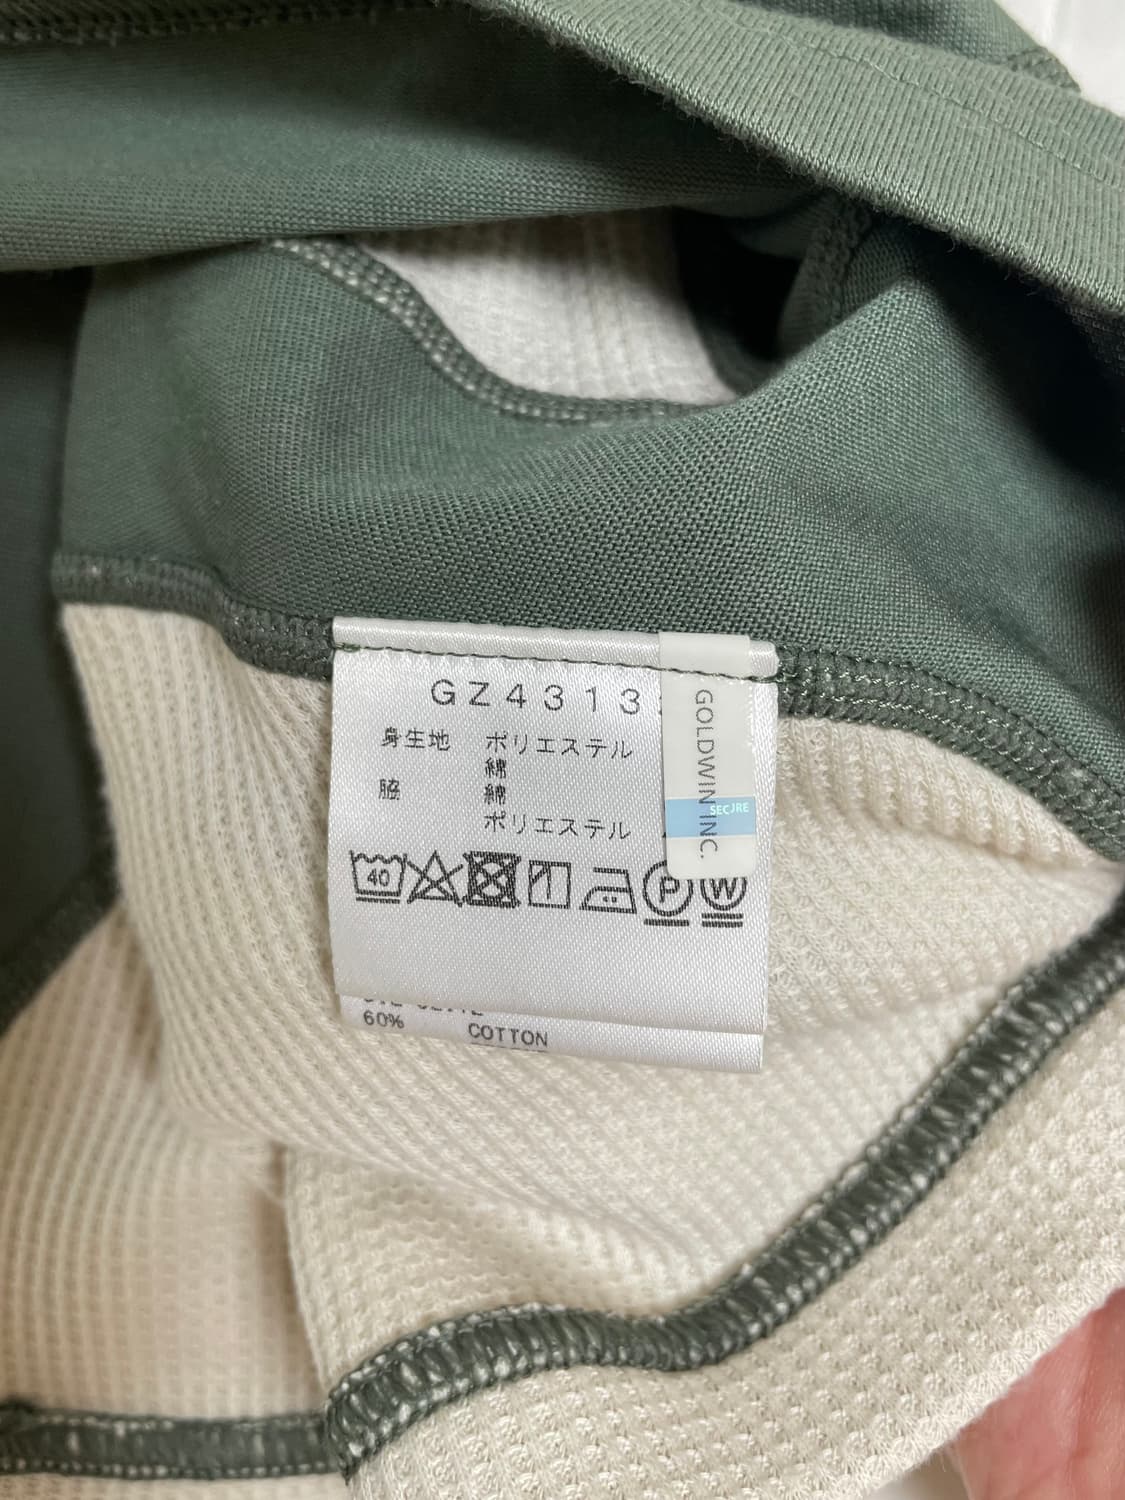 GZ4313
身生地 ポリエステル
綿
脇 綿
ポリエステル
40
P
W
GOLDWIN INC.
SECURE
60% COTTON